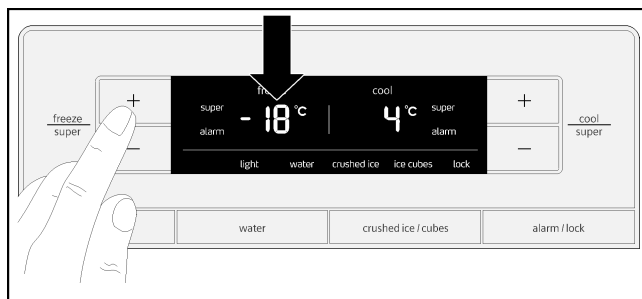 cool
super
-18 °C
4 °C
super
alarm
alarm
light water crushed ice ice cubes lock
+
+
−
−
freeze
super
cool
super
water
crushed ice / cubes
alarm / lock